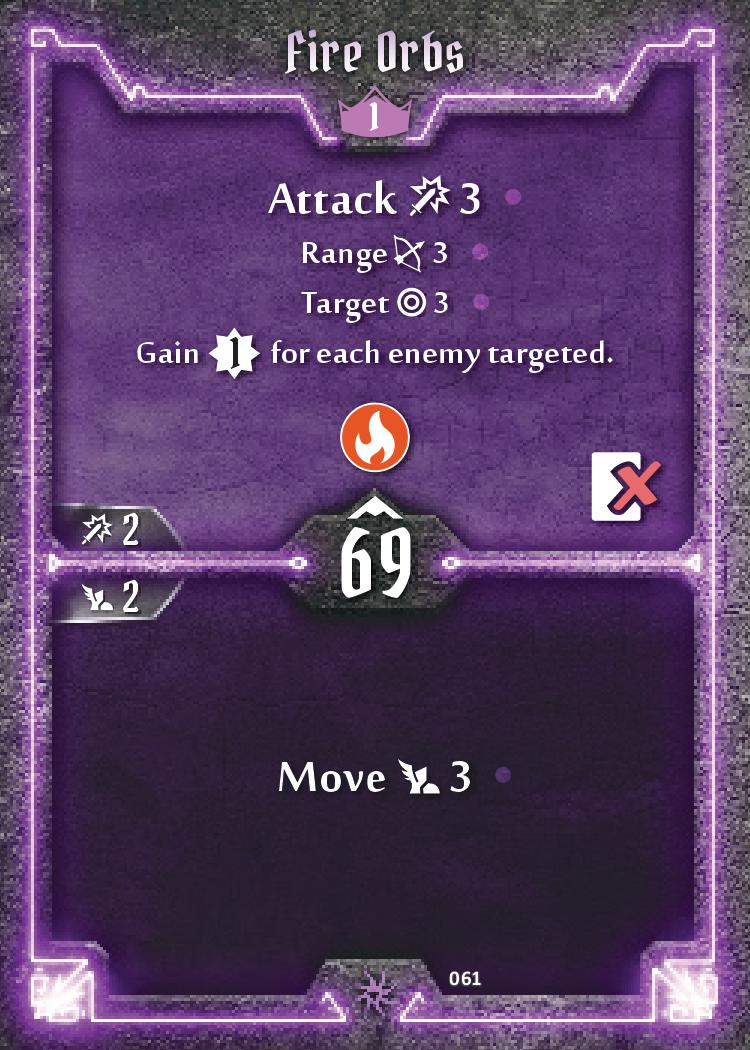 Fire Orbs
1
Attack 3
Range 3
Target 3
Gain 1 for each enemy targeted.
2
69
2
Move 3
061